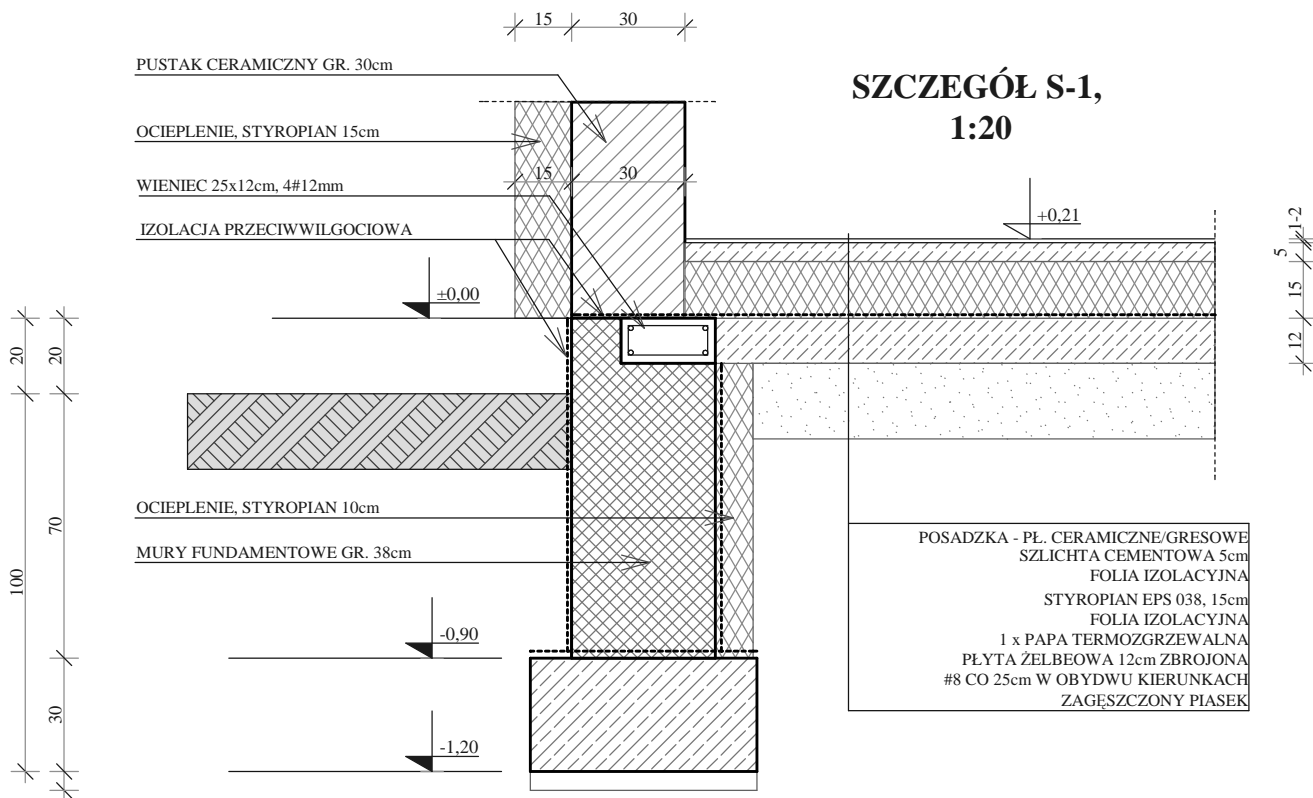 15
30
PUSTAK CERAMICZNY GR. 30cm
SZCZEGÓŁ S-1,
1:20
OCIEPLENIE, STYROPIAN 15cm
15
30
WIENIEC 25x12cm, 4#12mm
IZOLACJA PRZECIWWILGOCIOWA
+0,21
1-2
5
15
12
±0,00
20
20
70
100
30
OCIEPLENIE, STYROPIAN 10cm
MURY FUNDAMENTOWE GR. 38cm
-0,90
-1,20
POSADZKA - PŁ. CERAMICZNE/GRESOWE
SZLICHTA CEMENTOWA 5cm
FOLIA IZOLACYJNA
STYROPIAN EPS 038, 15cm
FOLIA IZOLACYJNA
1 x PAPA TERMOZGRZEWALNA
PŁYTA ŻELBEOWA 12cm ZBROJONA
#8 CO 25cm W OBYDWU KIERUNKACH
ZAGĘSZCZONY PIASEK